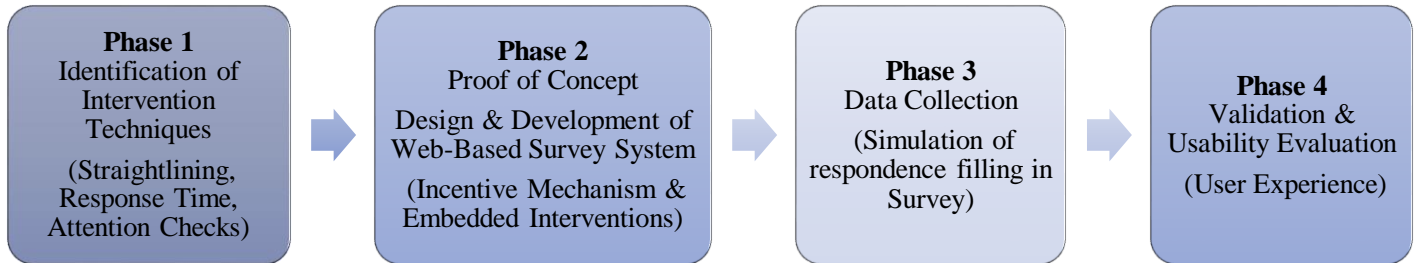 Phase 1
Identification of
Intervention
Techniques
(Straightlining,
Response Time,
Attention Checks)
Phase 2
Proof of Concept
Design & Development of
Web-Based Survey System
(Incentive Mechanism &
Embedded Interventions)
Phase 3
Data Collection
(Simulation of
respondence filling in
Survey)
Phase 4
Validation &
Usability Evaluation
(User Experience)